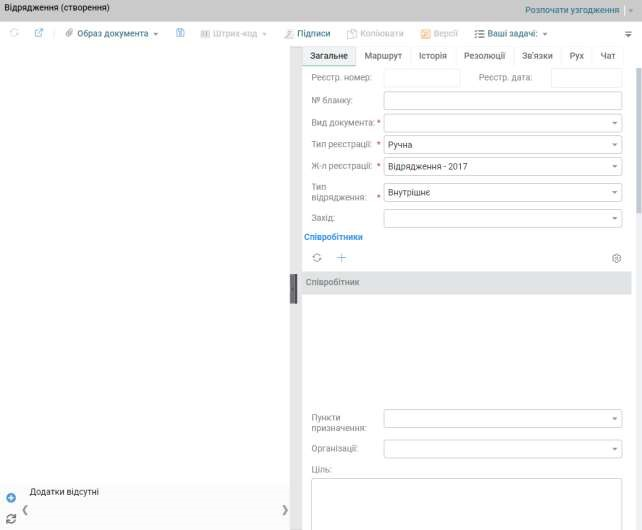 Відрядження (створення)
Розпочати узгодження
Образ документа
Штрих-код
Підписи
Копіювати
Версії
Ваші задачі:
Загальне
Маршрут
Історія
Резолюції
Зв'язки
Рух
Чат
Реєстр. номер:
Реєстр. дата:
№ бланку:
Вид документа: *
Тип реєстрації: * Ручна
Ж-л реєстрації: * Відрядження - 2017
Тип
відрядження: * Внутрішнє
Захід:
Співробітники
Співробітник
Пункти
призначення:
Організації:
Ціль:
Додатки відсутні